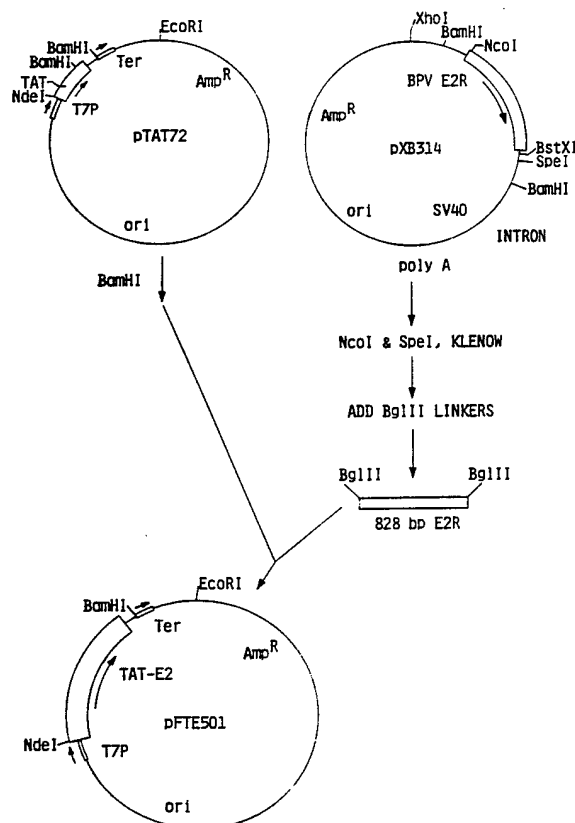 EcoRI
BamHI
BamHI
TAT
NdeI
Ter
T7P
AmpR
pTAT72
ori
BamHI
XhoI
BamHI
NcoI
BPV E2R
AmpR
pXB314
BstXI
SpeI
BamHI
ori
SV40
INTRON
poly A
NcoI & SpeI, KLENOW
ADD BglII LINKERS
BglII
BglII
828 bp E2R
EcoRI
BamHI
Ter
AmpR
TAT-E2
pFTE501
NdeI
T7P
ori